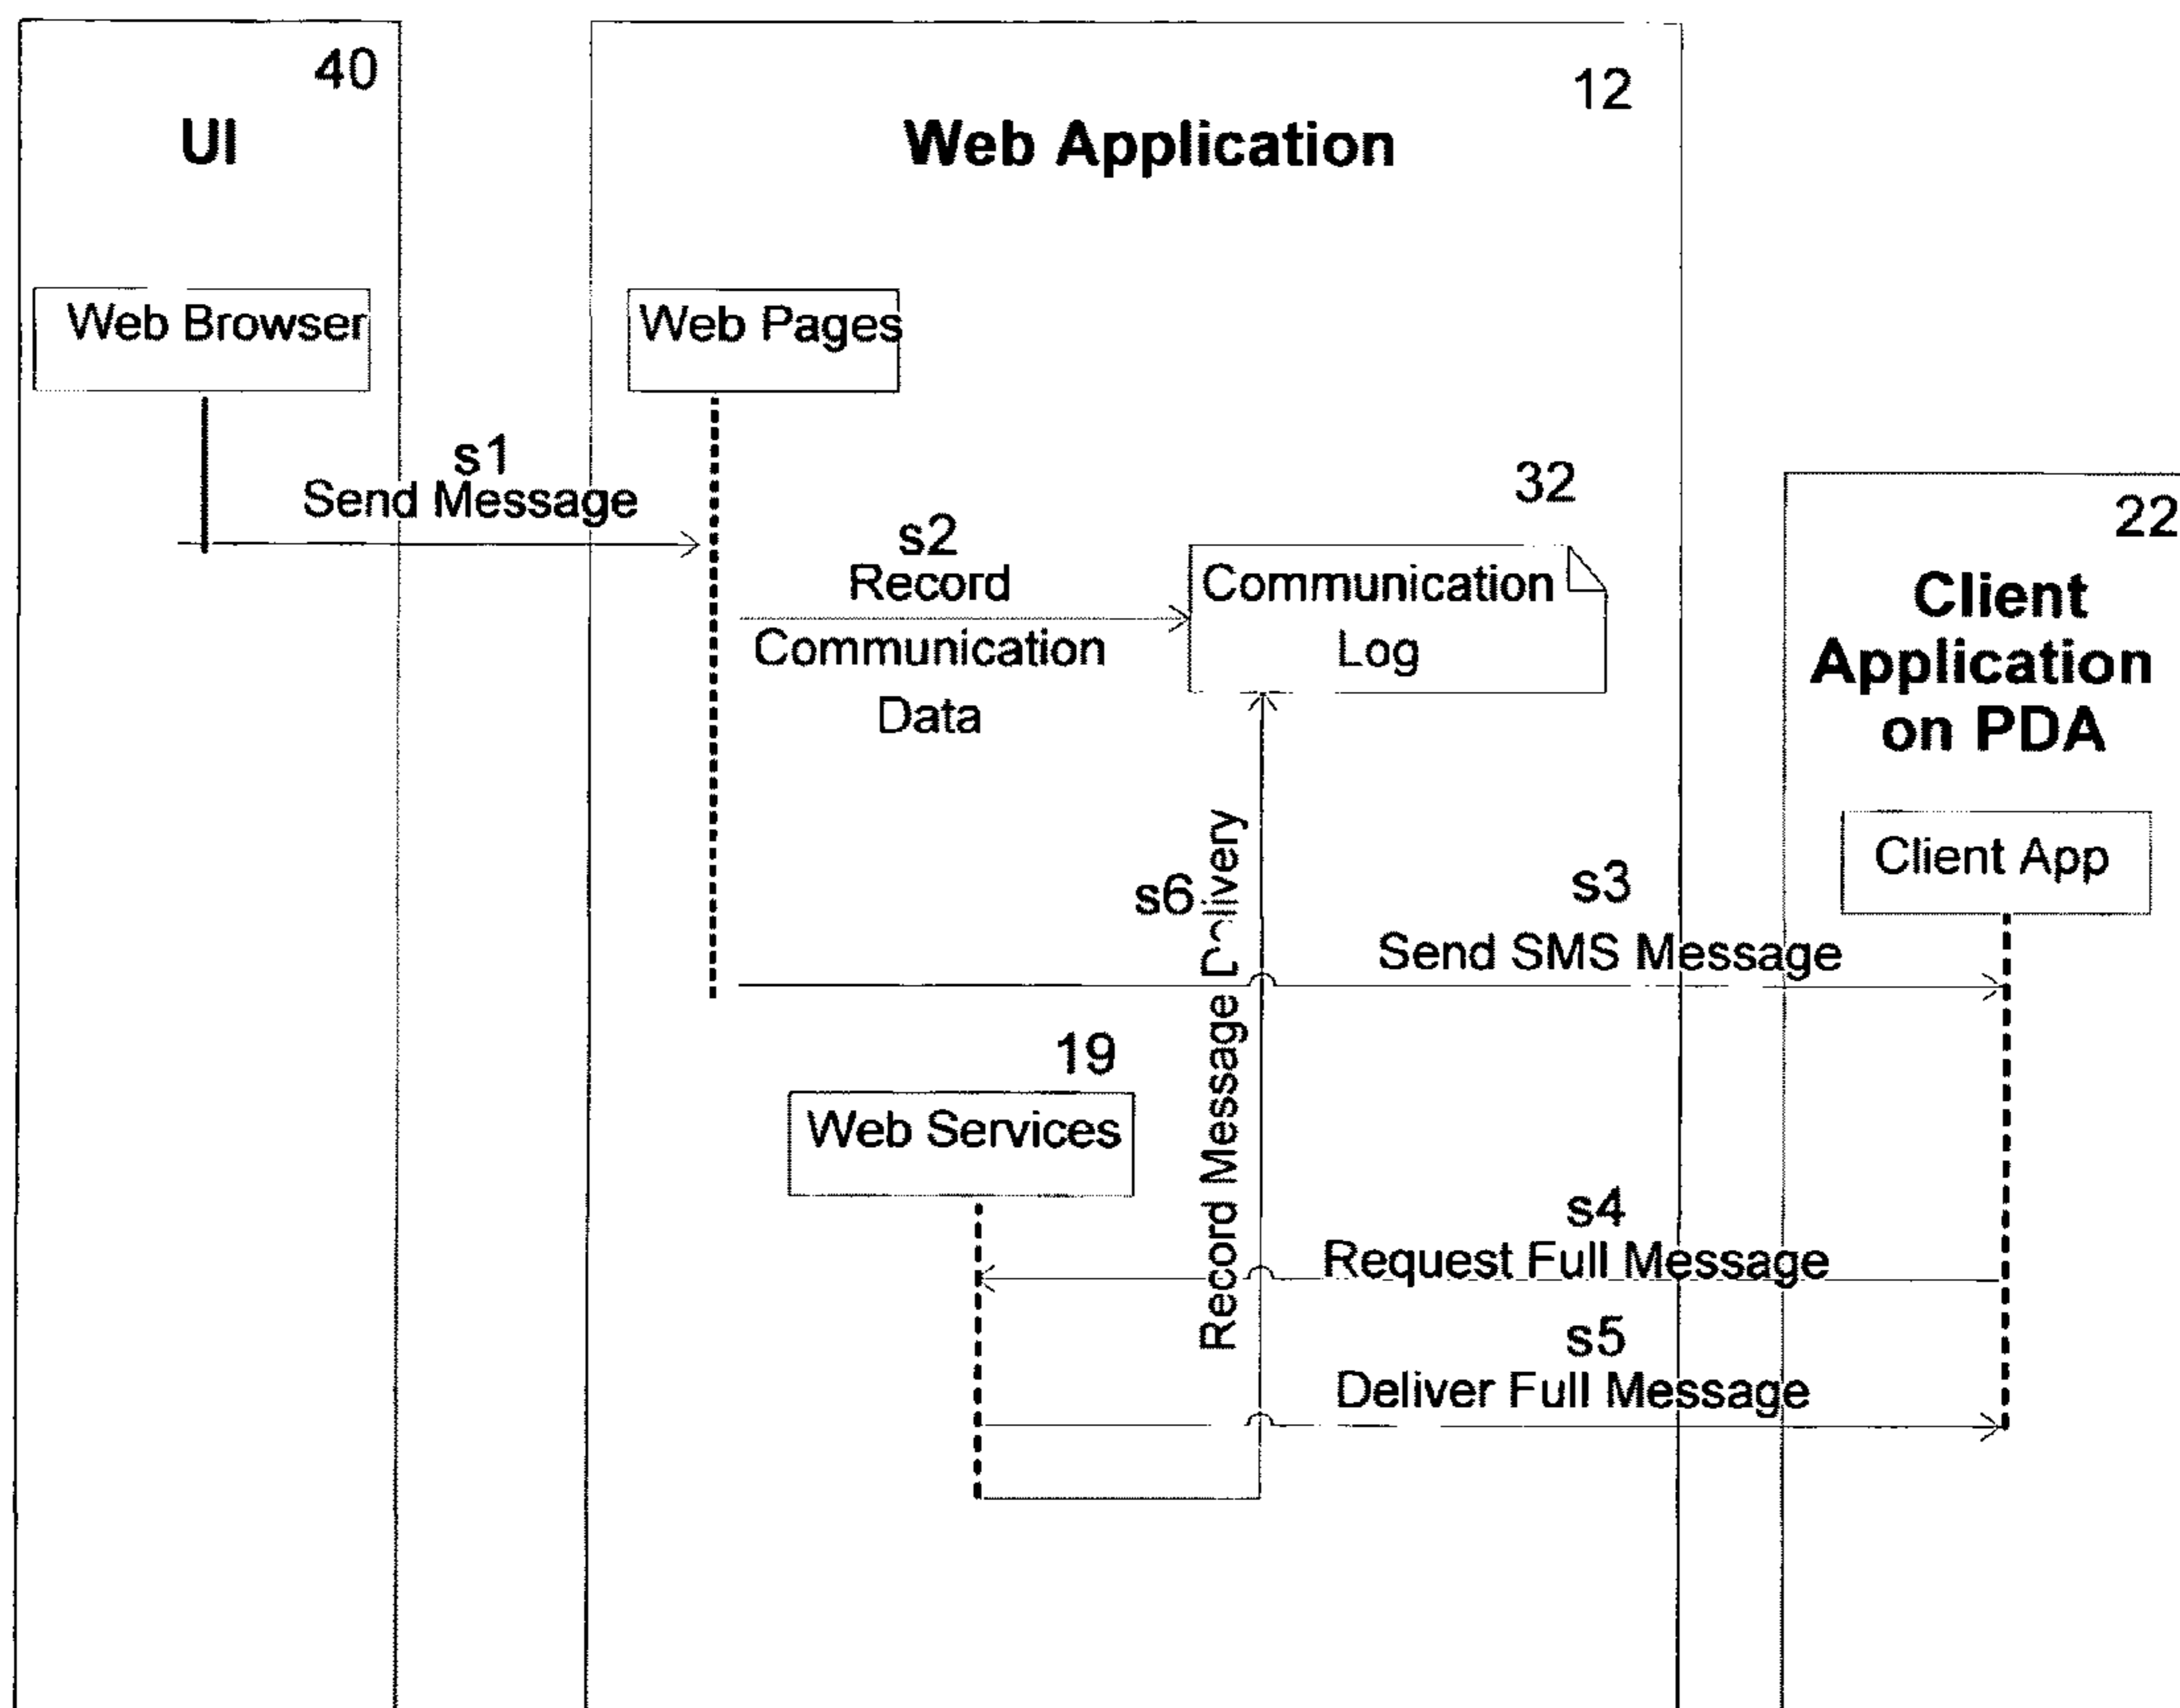 40
UI
12
Web Application
Web Browser
Web Pages
s1
Send Message
s2
Record
Communication
Data
32
Communication
Log
22
Client
Application
on PDA
Client App
s6
Record Message Delivery
s3
Send SMS Message
19
Web Services
s4
Request Full Message
s5
Deliver Full Message